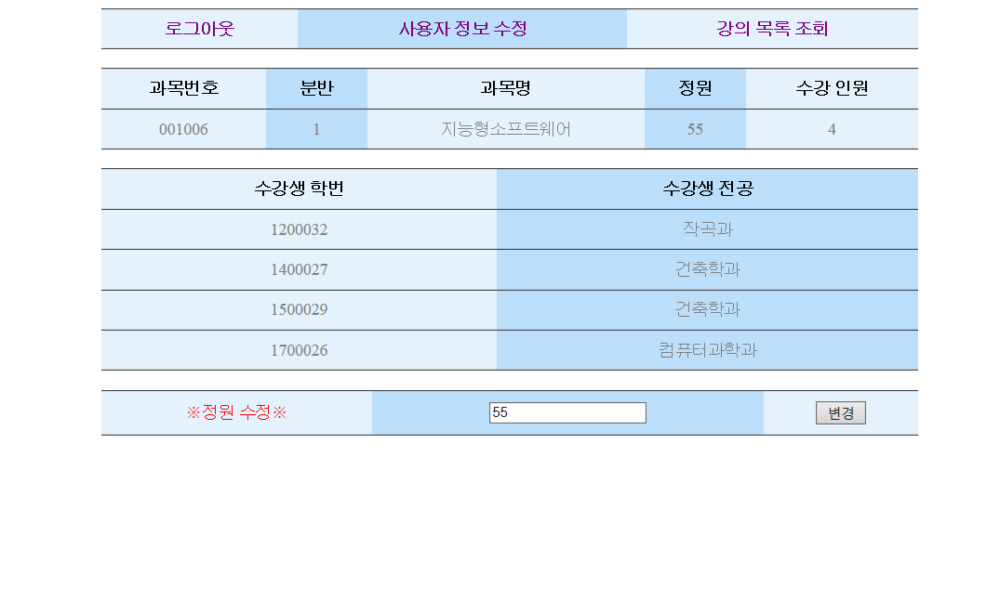 로그아웃 사용자 정보 수정 강의 목록 조회
과목번호 분반 과목명 정원 수강 인원
001006 1 지능형소프트웨어 55 4
수강생 학번 수강생 전공
1200032 작곡과
1400027 건축학과
1500029 건축학과
1700026 컴퓨터과학과
※정원 수정※ 55 변경